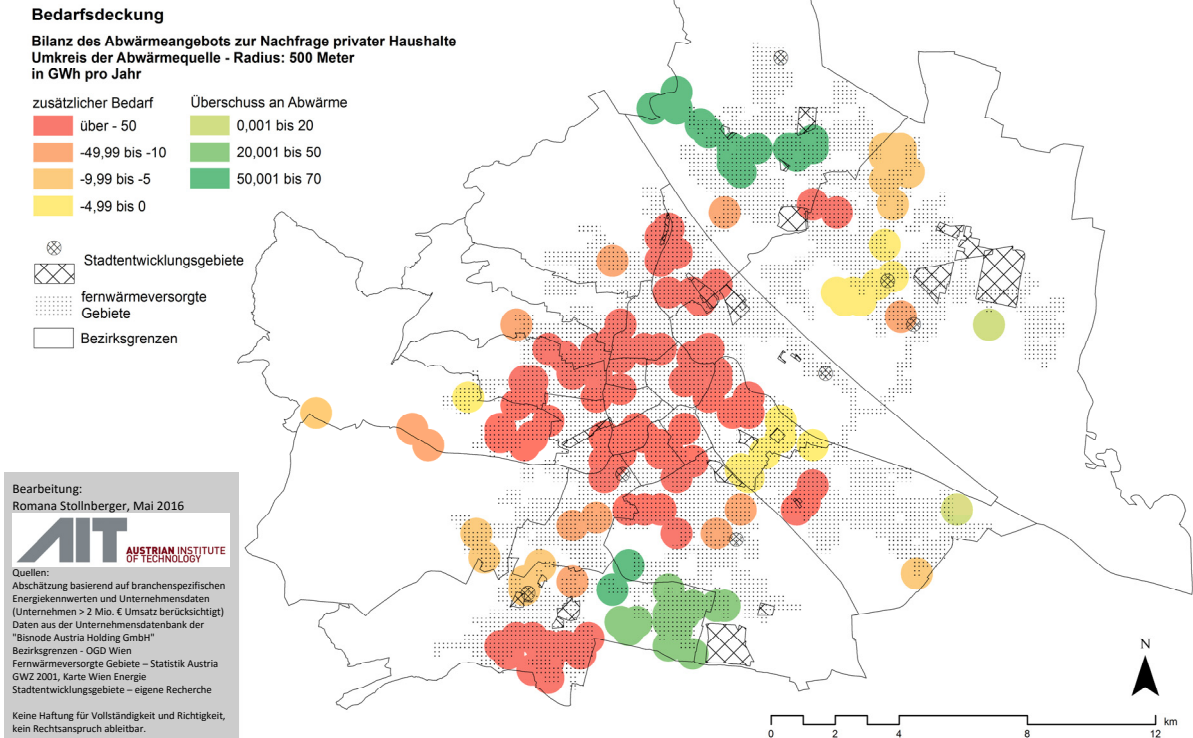 Bedarfsdeckung
Bilanz des Abwärmeangebots zur Nachfrage privater Haushalte
Umkreis der Abwärmequelle - Radius: 500 Meter
in GWh pro Jahr
zusätzlicher Bedarf
über - 50
-49,99 bis -10
-9,99 bis -5
-4,99 bis 0
Überschuss an Abwärme
0,001 bis 20
20,001 bis 50
50,001 bis 70
Stadtentwicklungsgebiete
fernwärmeversorgte
Gebiete
Bezirksgrenzen
Bearbeitung:
Romana Stollnberger, Mai 2016
AIT AUSTRIAN INSTITUTE
OF TECHNOLOGY
Quellen:
Abschätzung basierend auf branchenspezifischen
Energiekennwerten und Unternehmensdaten
(Unternehmen > 2 Mio. € Umsatz berücksichtigt)
Daten aus der Unternehmensdatenbank der
"Bisnode Austria Holding GmbH"
Bezirksgrenzen - OGD Wien
Fernwärmeversorgte Gebiete – Statistik Austria
GWZ 2001, Karte Wien Energie
Stadtentwicklungsgebiete – eigene Recherche
Keine Haftung für Vollständigkeit und Richtigkeit,
kein Rechtsanspruch ableitbar.
N
km
0 1 2 4 8 12